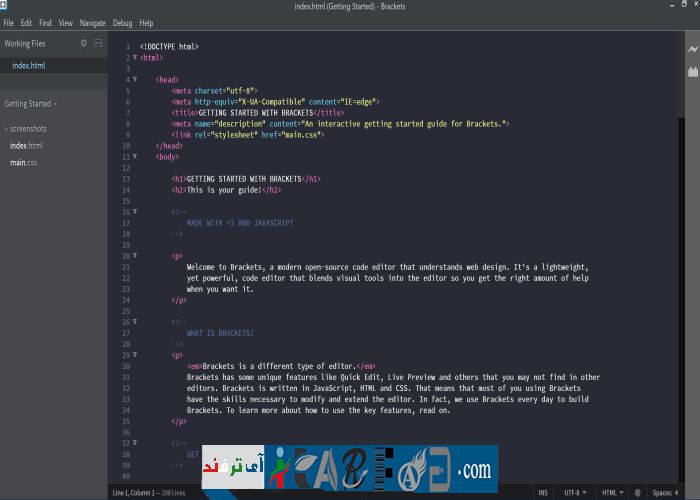 index.html (Getting Started) - Brackets
File Edit Find View Navigate Debug Help
Working Files
index.html
Getting Started
screenshots
index.html
main.css
1 <!DOCTYPE html>
2 <html>
3
4 <head>
5 <meta charset="utf-8">
6 <meta http-equiv="X-UA-Compatible" content="IE=edge">
7 <title>GETTING STARTED WITH BRACKETS</title>
8 <meta name="description" content="An interactive getting started guide for Brackets.">
9 <link rel="stylesheet" href="main.css">
10 </head>
11 <body>
12
13 <h1>GETTING STARTED WITH BRACKETS</h1>
14 <h2>This is your guide!</h2>
15
16 <!--
17 MADE WITH <3 AND JAVASCRIPT
18 -->
19
20 <p>
21 Welcome to Brackets, a modern open-source code editor that understands web design. It's a lightweight,
22 yet powerful, code editor that blends visual tools into the editor so you get the right amount of help
23 when you want it.
24 </p>
25
26 <!--
27 WHAT IS BRACKETS?
28 -->
29 <p>
30 <em>Brackets is a different type of editor.</em>
31 Brackets has some unique features like Quick Edit, Live Preview and others that you may not find in other
32 editors. Brackets is written in JavaScript, HTML and CSS. That means that most of you using Brackets
33 have the skills necessary to modify and extend the editor. In fact, we use Brackets every day to build
34 Brackets. To learn more about how to use the key features, read on.
35 </p>
36
37 <!--
38 GET
39 -->
40
آی ترفند
.com
Line 1, Column 1 — 208 Lines
INS UTF-8 HTML Spaces: 4